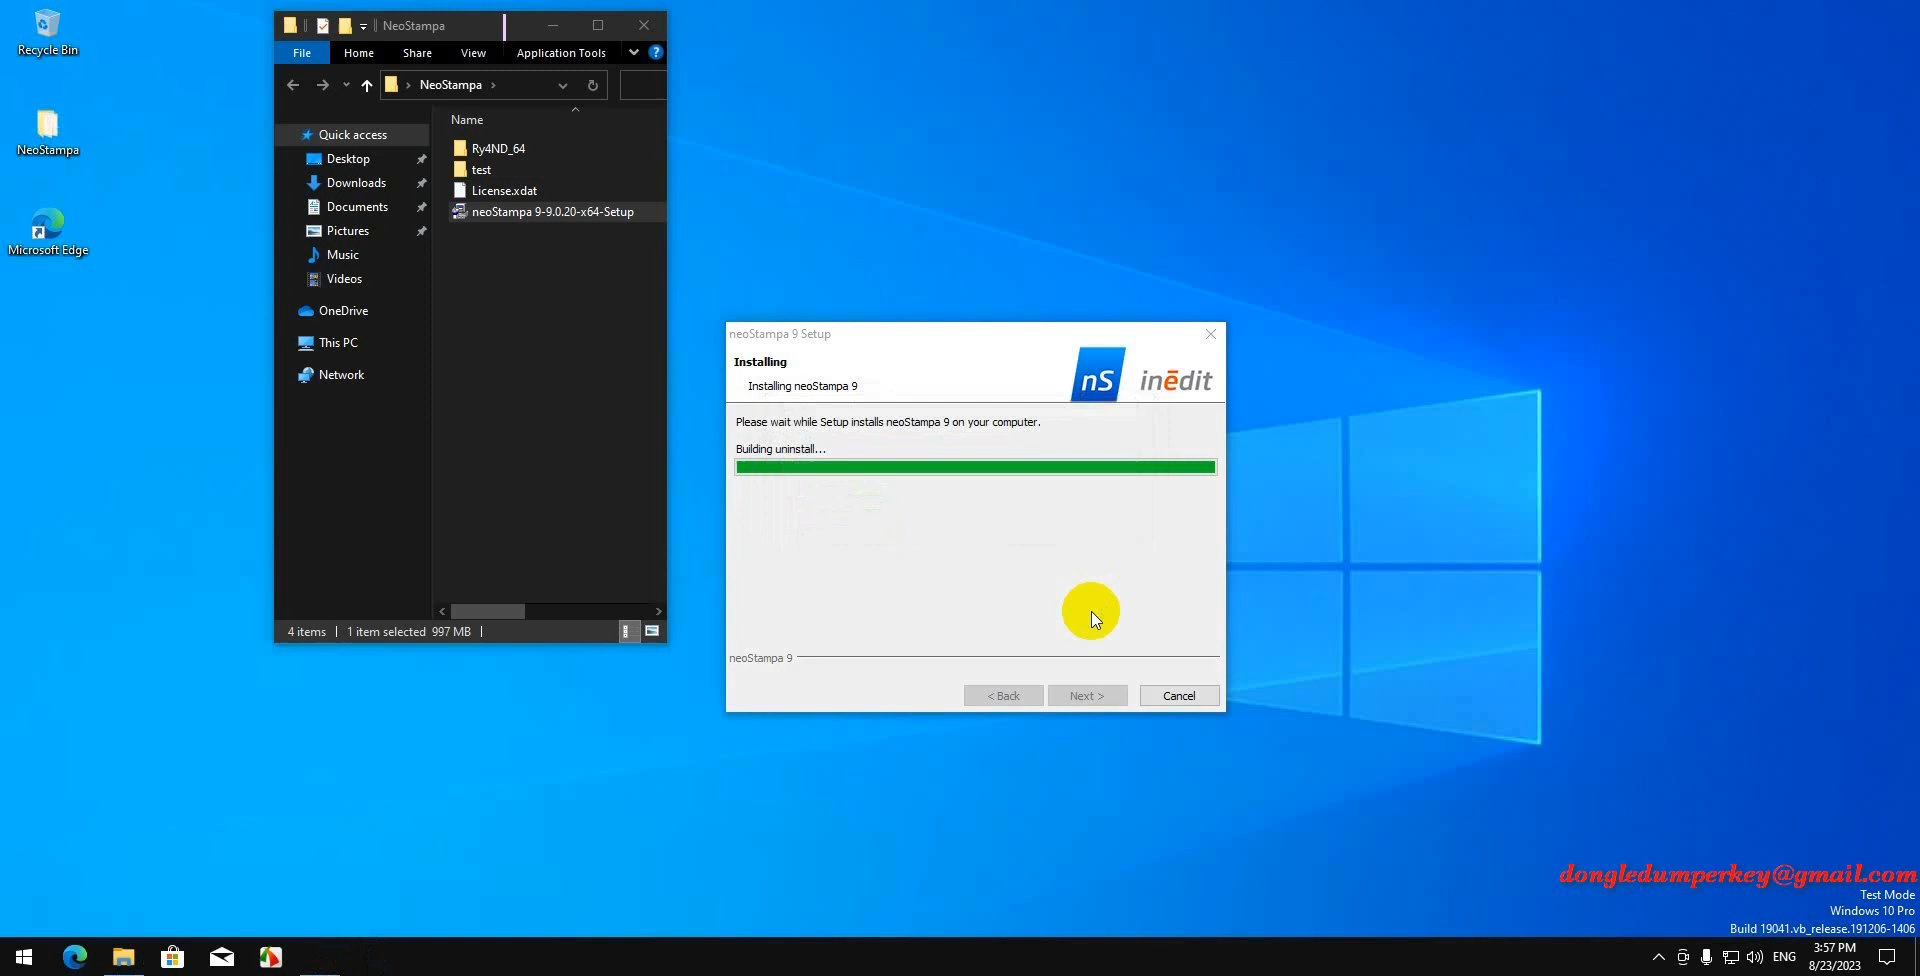 Recycle Bin
NeoStampa
Microsoft Edge
NeoStampa
File
Home
Share
View
Application Tools
NeoStampa
Quick access
Desktop
Downloads
Documents
Pictures
Music
Videos
OneDrive
This PC
Network
Name
Ry4ND_64
test
License.xdat
neoStampa 9-9.0.20-x64-Setup
4 items
1 item selected 997 MB
neoStampa 9 Setup
Installing
Installing neoStampa 9
nS
inēdit
Please wait while Setup installs neoStampa 9 on your computer.
Building uninstall...
neoStampa 9
< Back
Next >
Cancel
dongledumperkey@gmail.com
Test Mode
Windows 10 Pro
Build 19041.vb_release.191206-1406
ENG
3:57 PM
8/23/2023